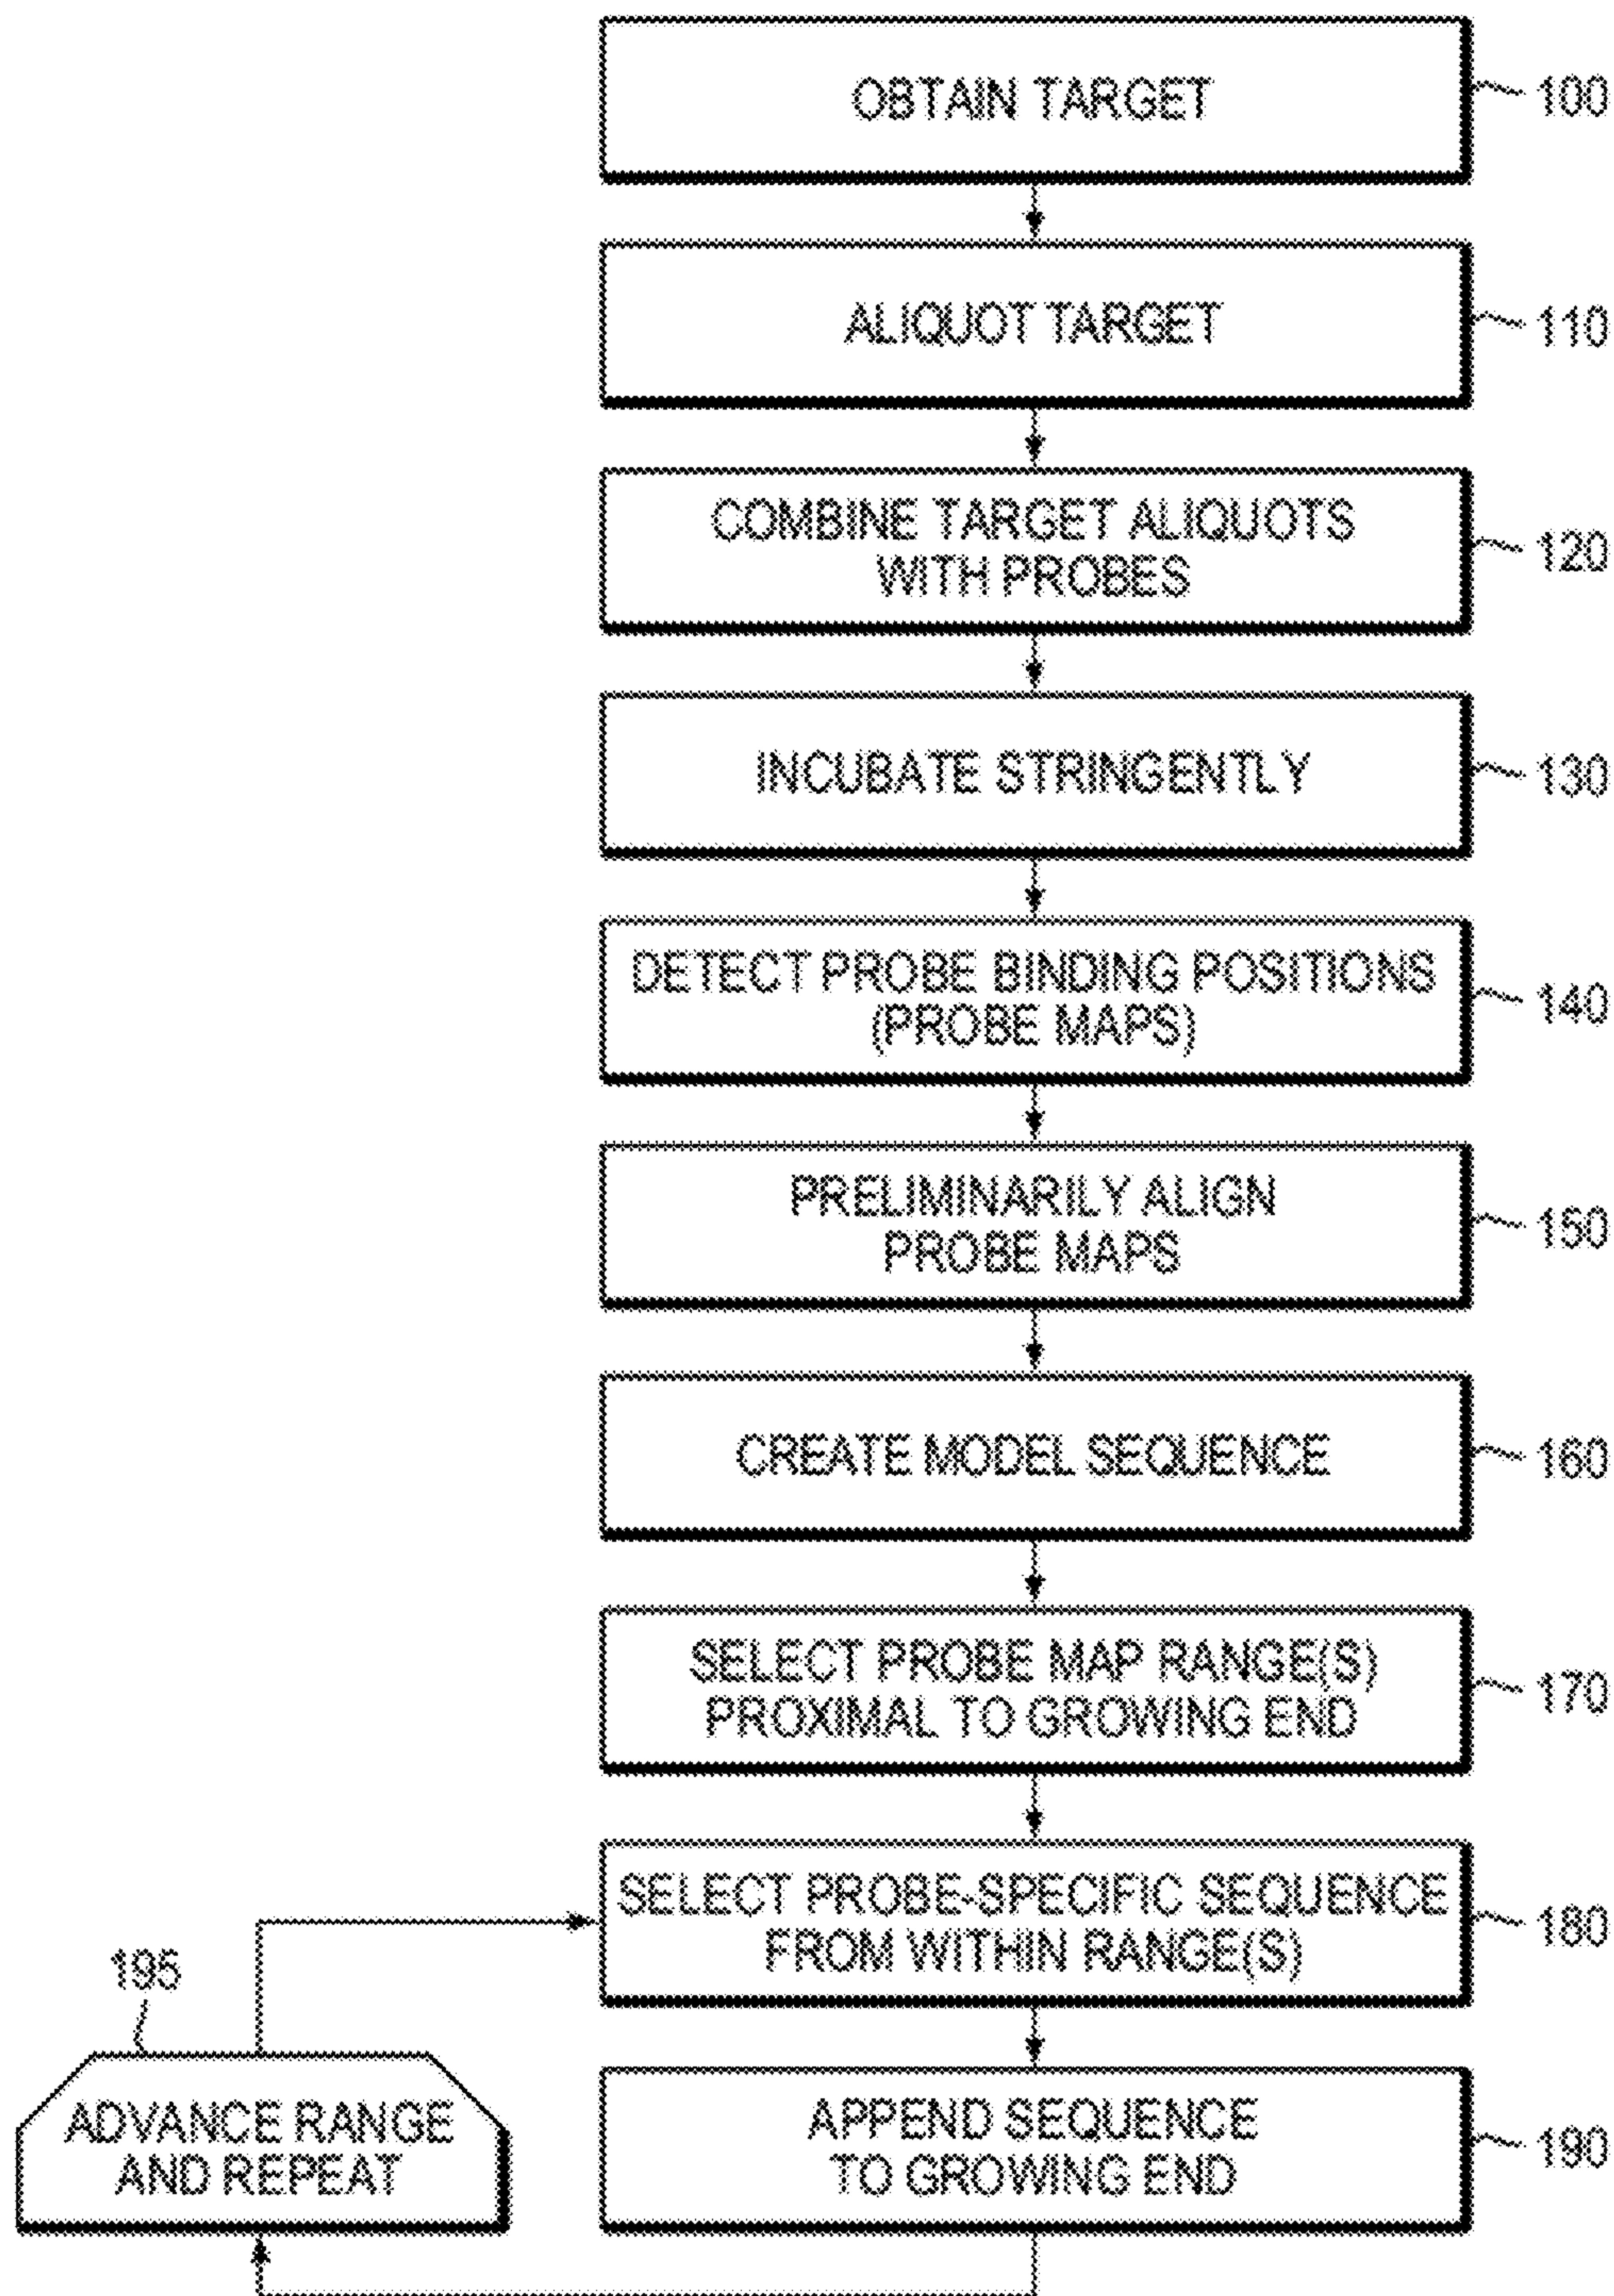 OBTAIN TARGET
100
ALIQUOT TARGET
110
COMBINE TARGET ALIQUOTS
WITH PROBES
120
INCUBATE STRINGENTLY
130
DETECT PROBE BINDING POSITIONS
(PROBE MAPS)
140
PRELIMINARILY ALIGN
PROBE MAPS
150
CREATE MODEL SEQUENCE
160
SELECT PROBE MAP RANGE(S)
PROXIMAL TO GROWING END
170
SELECT PROBE-SPECIFIC SEQUENCE
FROM WITHIN RANGE(S)
180
195
ADVANCE RANGE
AND REPEAT
APPEND SEQUENCE
TO GROWING END
190